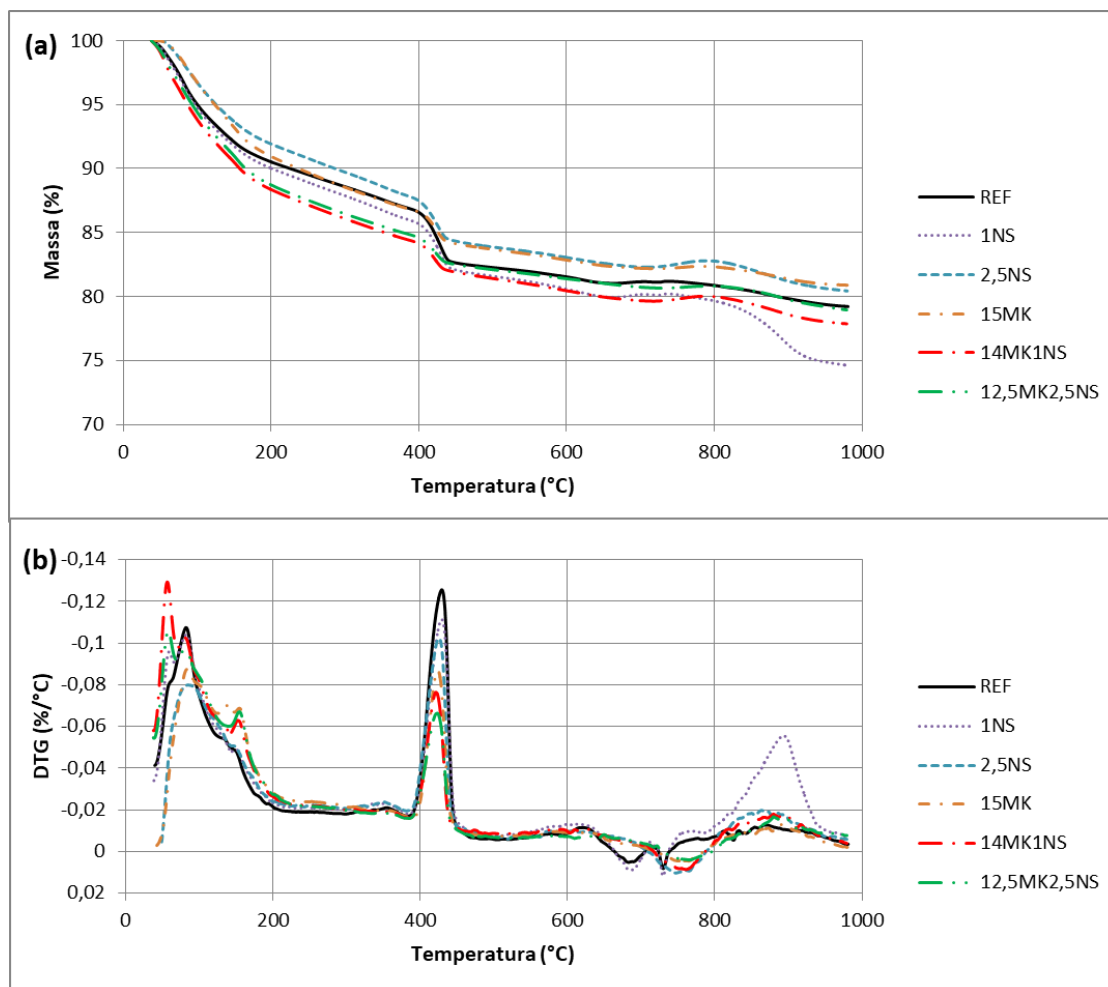 (a)
100
95
90
85
80
75
70
Massa (%)
0 200 400 600 800 1000
Temperatura (°C)
REF
1NS
2,5NS
15MK
14MK1NS
12,5MK2,5NS
(b)
-0,14
-0,12
-0,1
-0,08
-0,06
-0,04
-0,02
0
0,02
DTG (%/°C)
0 200 400 600 800 1000
Temperatura (°C)
REF
1NS
2,5NS
15MK
14MK1NS
12,5MK2,5NS